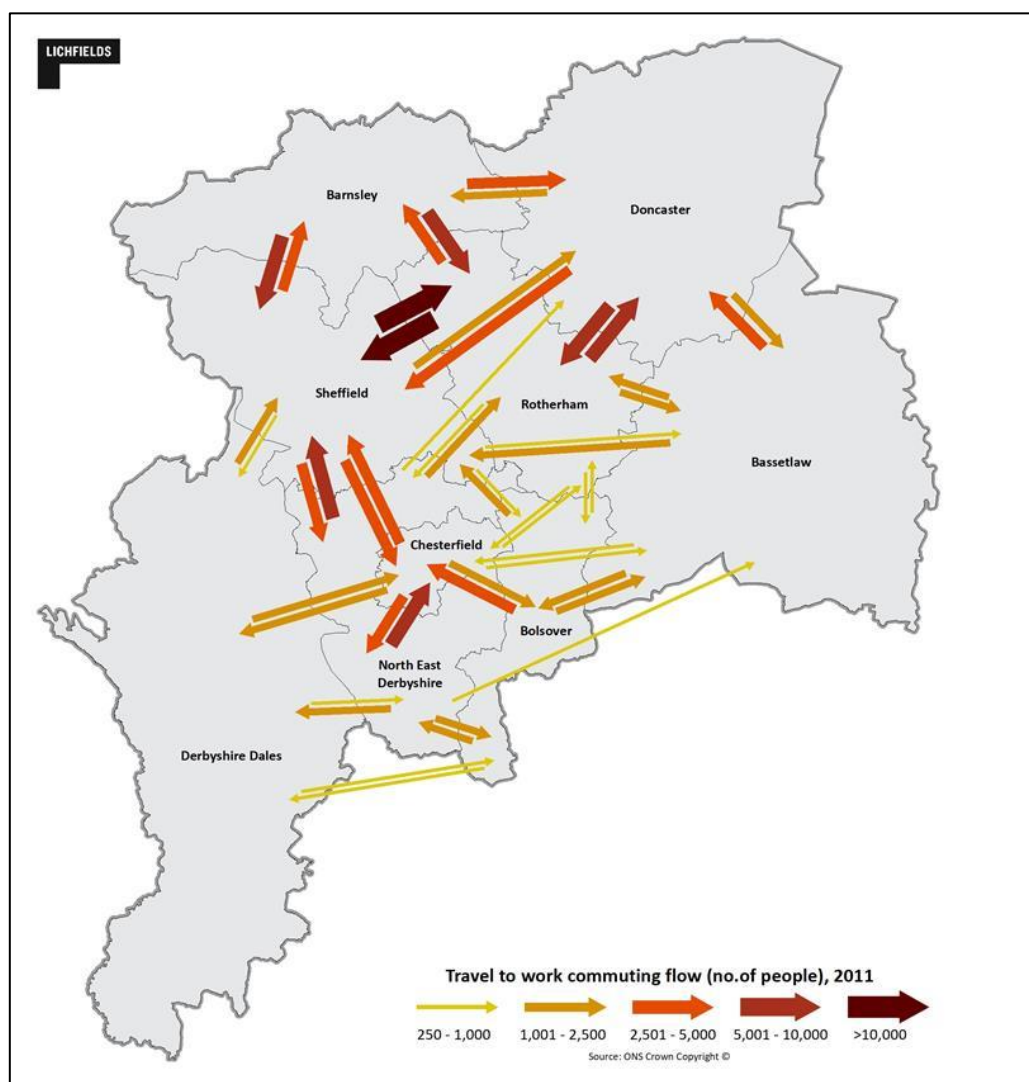 LICHFIELDS
Barnsley
Doncaster
Sheffield
Rotherham
Bassetlaw
Chesterfield
Bolsover
North East
Derbyshire
Derbyshire Dales
Travel to work commuting flow (no.of people), 2011
250 - 1,000
1,001 - 2,500
2,501 - 5,000
5,001 - 10,000
>10,000
Source: ONS Crown Copyright ©